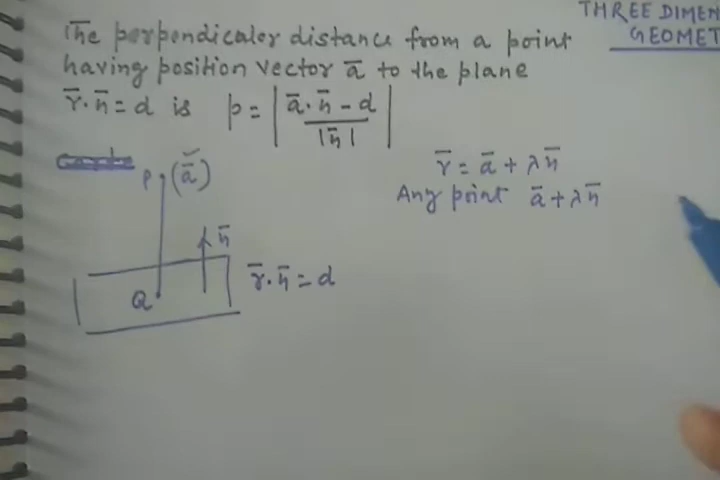 THREE DIMEN
GEOMET
The perpendicular distance from a point
having position vector a̅ to the plane
r̅·n̅ = d is p = | a̅·n̅ - d / |n̅| |
P (a̅)
n̅
Q
r̅·n̅ = d
r̅ = a̅ + λn̅
Any point a̅ + λn̅